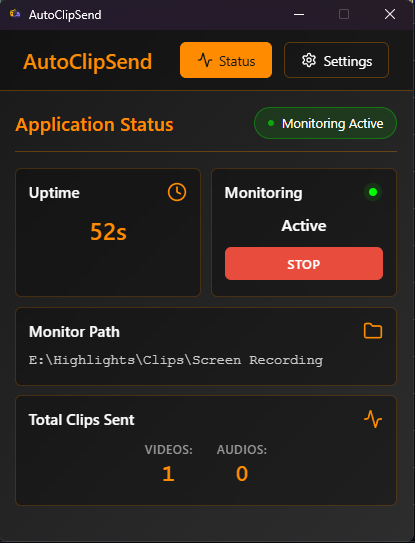 AutoClipSend
AutoClipSend
Status
Settings
Application Status
Monitoring Active
Uptime
52s
Monitoring
Active
STOP
Monitor Path
E:\Highlights\Clips\Screen Recording
Total Clips Sent
VIDEOS: AUDIOS:
1 0